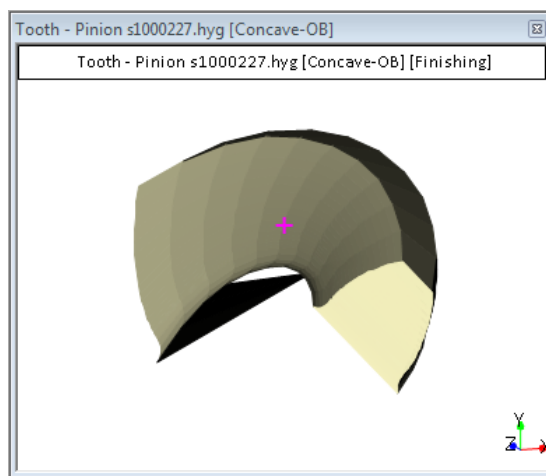 Tooth - Pinion s1000227.hyg [Concave-OB]
Tooth - Pinion s1000227.hyg [Concave-OB] [Finishing]
Y
Z X